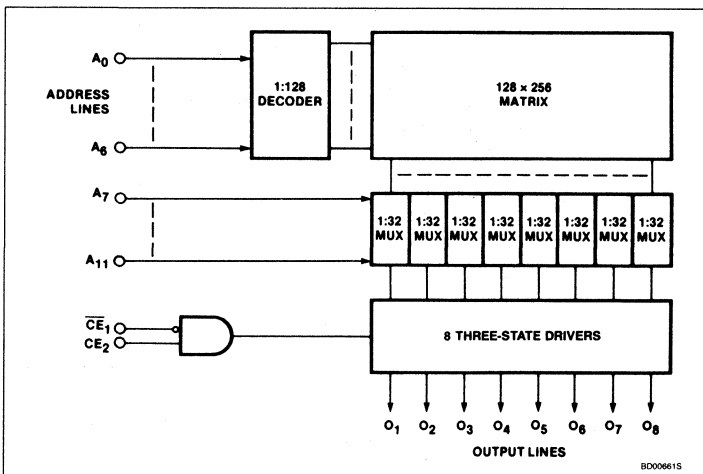 A0
ADDRESS
LINES
A6
1:128
DECODER
128 × 256
MATRIX
A7
A11
1:32
MUX
1:32
MUX
1:32
MUX
1:32
MUX
1:32
MUX
1:32
MUX
1:32
MUX
1:32
MUX
CE1
CE2
8 THREE-STATE DRIVERS
O1 O2 O3 O4 O5 O6 O7 O8
OUTPUT LINES
BD00661S